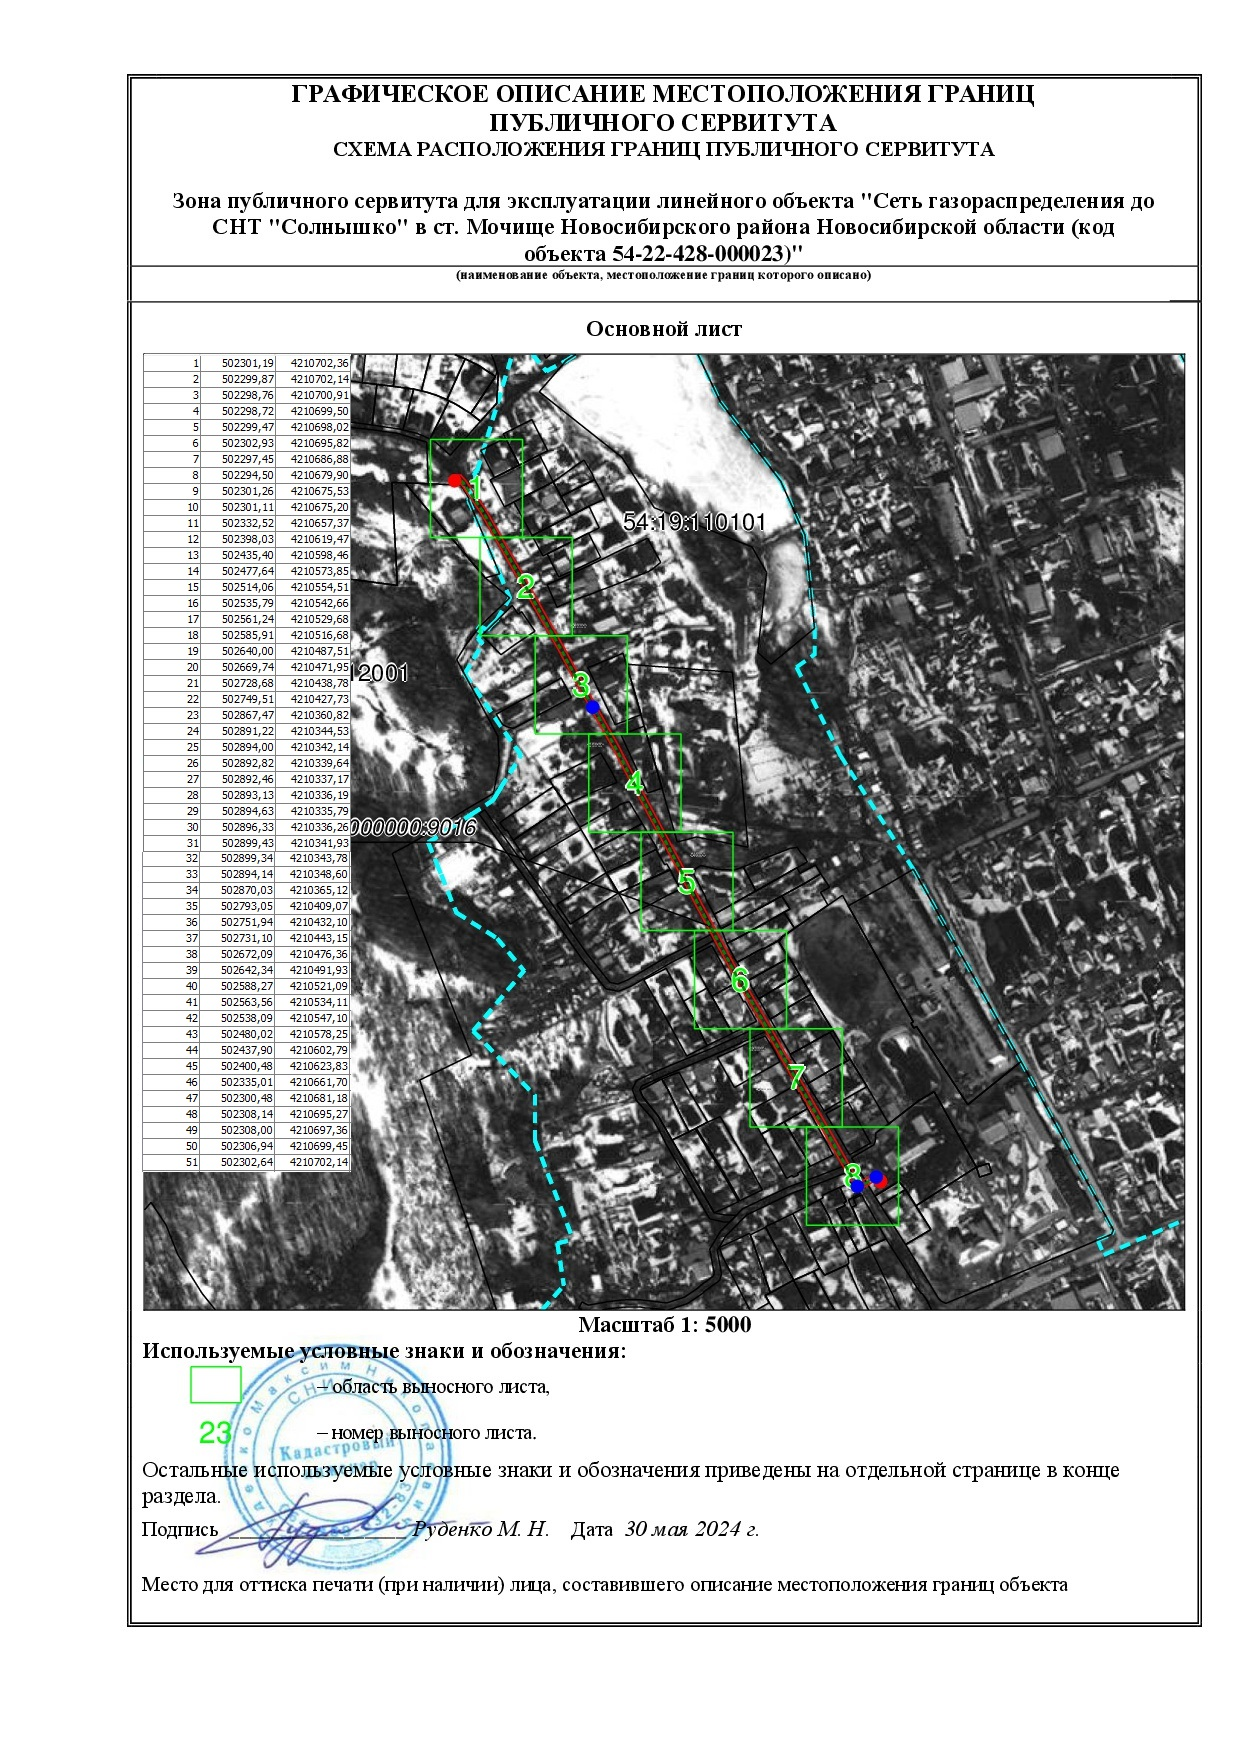 ГРАФИЧЕСКОЕ ОПИСАНИЕ МЕСТОПОЛОЖЕНИЯ ГРАНИЦ
ПУБЛИЧНОГО СЕРВИТУТА
СХЕМА РАСПОЛОЖЕНИЯ ГРАНИЦ ПУБЛИЧНОГО СЕРВИТУТА
Зона публичного сервитута для эксплуатации линейного объекта "Сеть газораспределения до
СНТ "Солнышко" в ст. Мочище Новосибирского района Новосибирской области (код
объекта 54-22-428-000023)"
(наименование объекта, местоположение границ которого описано)
Основной лист
1 502301,19 4210702,36
2 502299,87 4210702,14
3 502298,76 4210700,91
4 502298,72 4210699,50
5 502299,47 4210698,02
6 502302,93 4210695,82
7 502297,45 4210686,88
8 502294,50 4210679,90
9 502301,26 4210675,53
10 502301,11 4210675,20
11 502332,52 4210657,37
12 502398,03 4210619,47
13 502435,40 4210598,46
14 502477,64 4210573,85
15 502514,06 4210554,51
16 502535,79 4210542,66
17 502561,24 4210529,68
18 502585,91 4210516,68
19 502640,00 4210487,51
20 502669,74 4210471,95
21 502728,68 4210438,78
22 502749,51 4210427,73
23 502867,47 4210360,82
24 502891,22 4210344,53
25 502894,00 4210342,14
26 502892,82 4210339,64
27 502892,46 4210337,17
28 502893,13 4210336,19
29 502894,63 4210335,79
30 502896,33 4210336,26
31 502899,43 4210341,93
32 502899,34 4210343,78
33 502894,14 4210348,60
34 502870,03 4210365,12
35 502793,05 4210409,07
36 502751,94 4210432,10
37 502731,10 4210443,15
38 502672,09 4210476,36
39 502642,34 4210491,93
40 502588,27 4210521,09
41 502563,56 4210534,11
42 502538,09 4210547,10
43 502480,02 4210578,25
44 502437,90 4210602,79
45 502400,48 4210623,83
46 502335,01 4210661,70
47 502300,48 4210681,18
48 502308,14 4210695,27
49 502308,00 4210697,36
50 502306,94 4210699,45
51 502302,64 4210702,14
1
54:19:110101
2
12001
3
4
000000:9016
5
6
7
8
Масштаб 1: 5000
Используемые условные знаки и обозначения:
– область выносного листа,
23 – номер выносного листа.
Кадастровый
инженер
Остальные используемые условные знаки и обозначения приведены на отдельной странице в конце
раздела.
Подпись Руденко М. Н. Дата 30 мая 2024 г.
Место для оттиска печати (при наличии) лица, составившего описание местоположения границ объекта